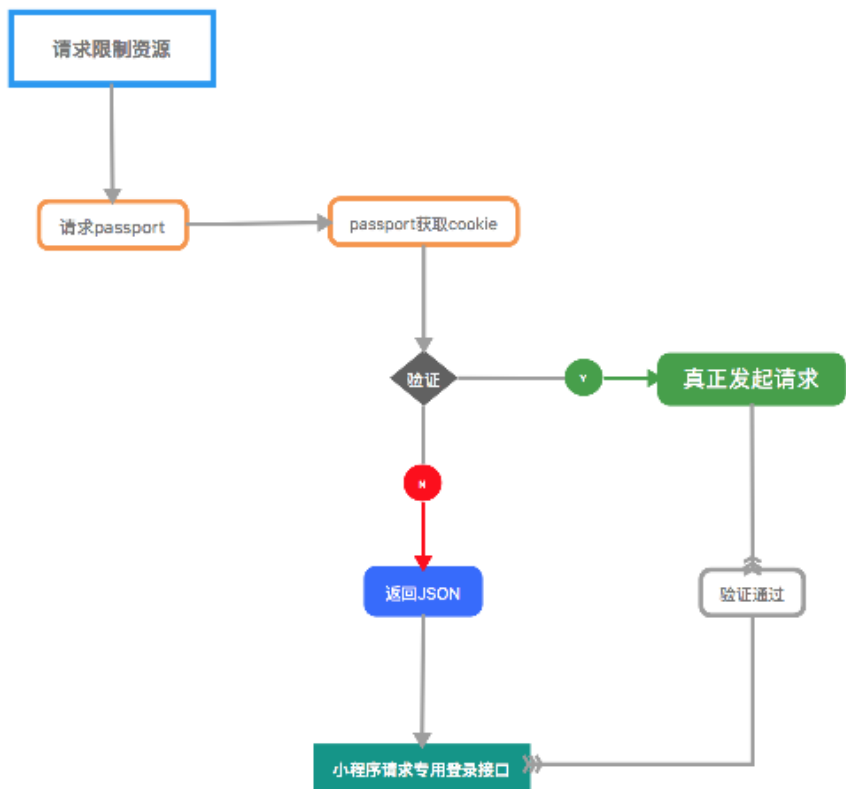 请求限制资源
请求passport
passport获取cookie
验证
Y
真正发起请求
N
返回JSON
验证通过
小程序请求专用登录接口